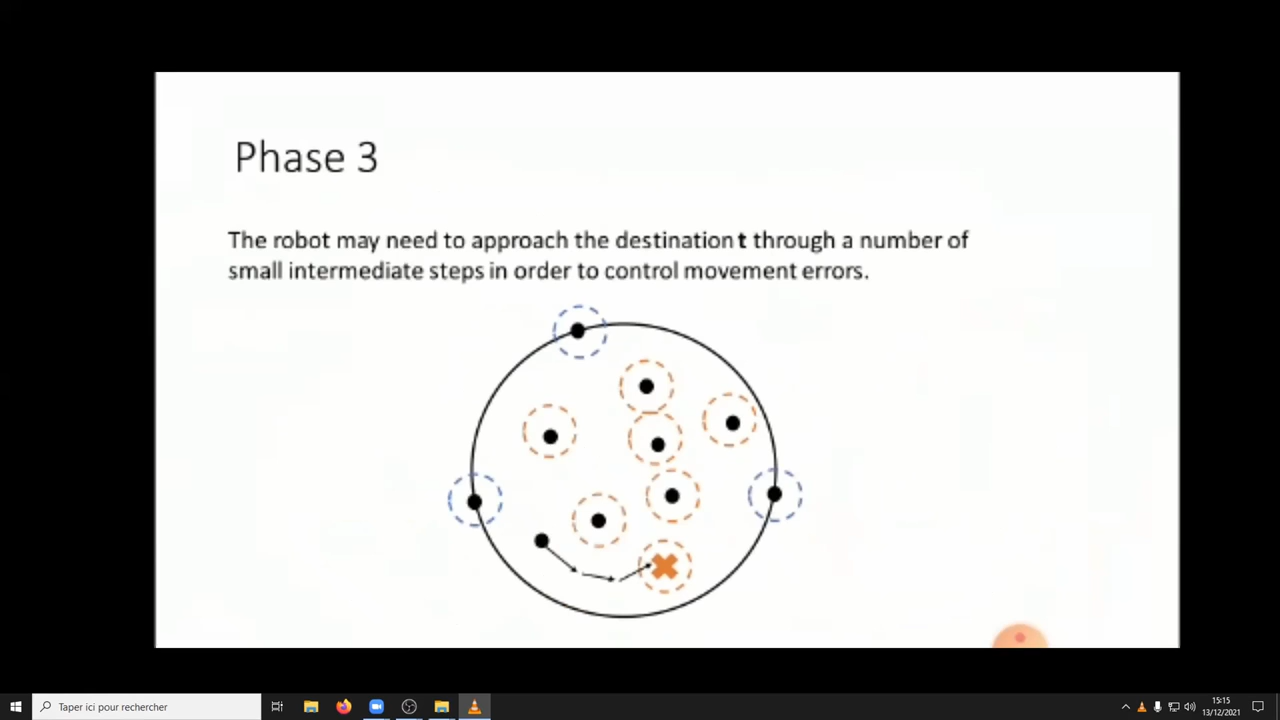 Phase 3
The robot may need to approach the destination t through a number of
small intermediate steps in order to control movement errors.
Taper ici pour rechercher
15:15
13/12/2021